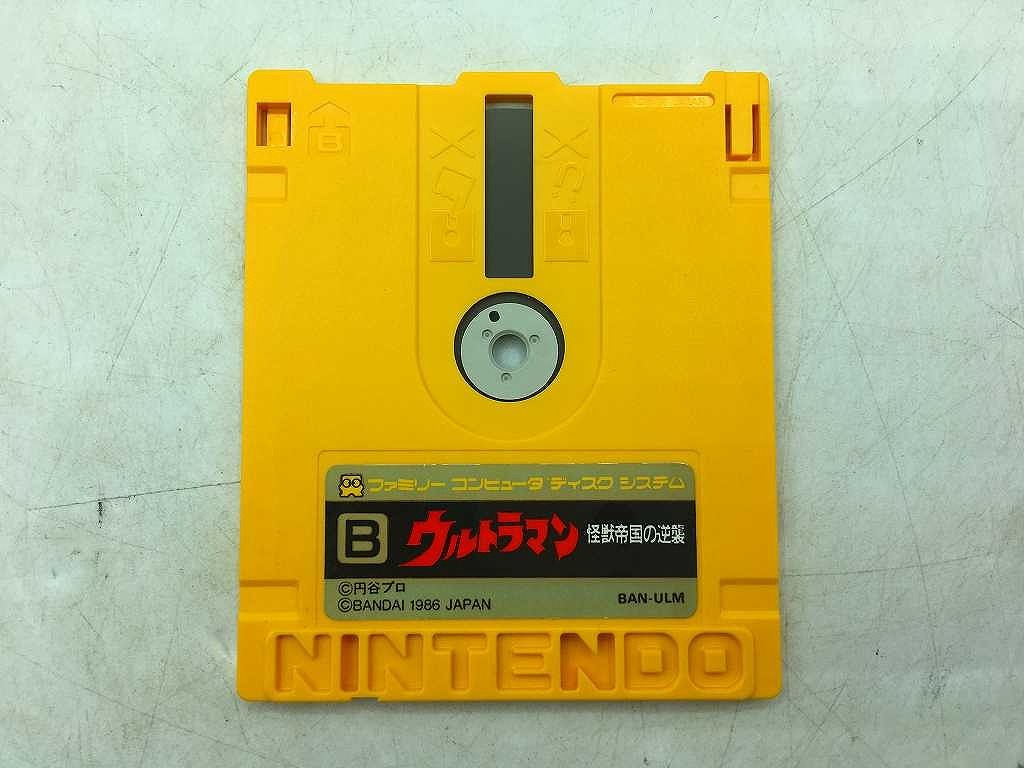 B
ファミリー コンピュータ ディスク システム
B ウルトラマン 怪獣帝国の逆襲
©円谷プロ
©BANDAI 1986 JAPAN BAN-ULM
NINTENDO